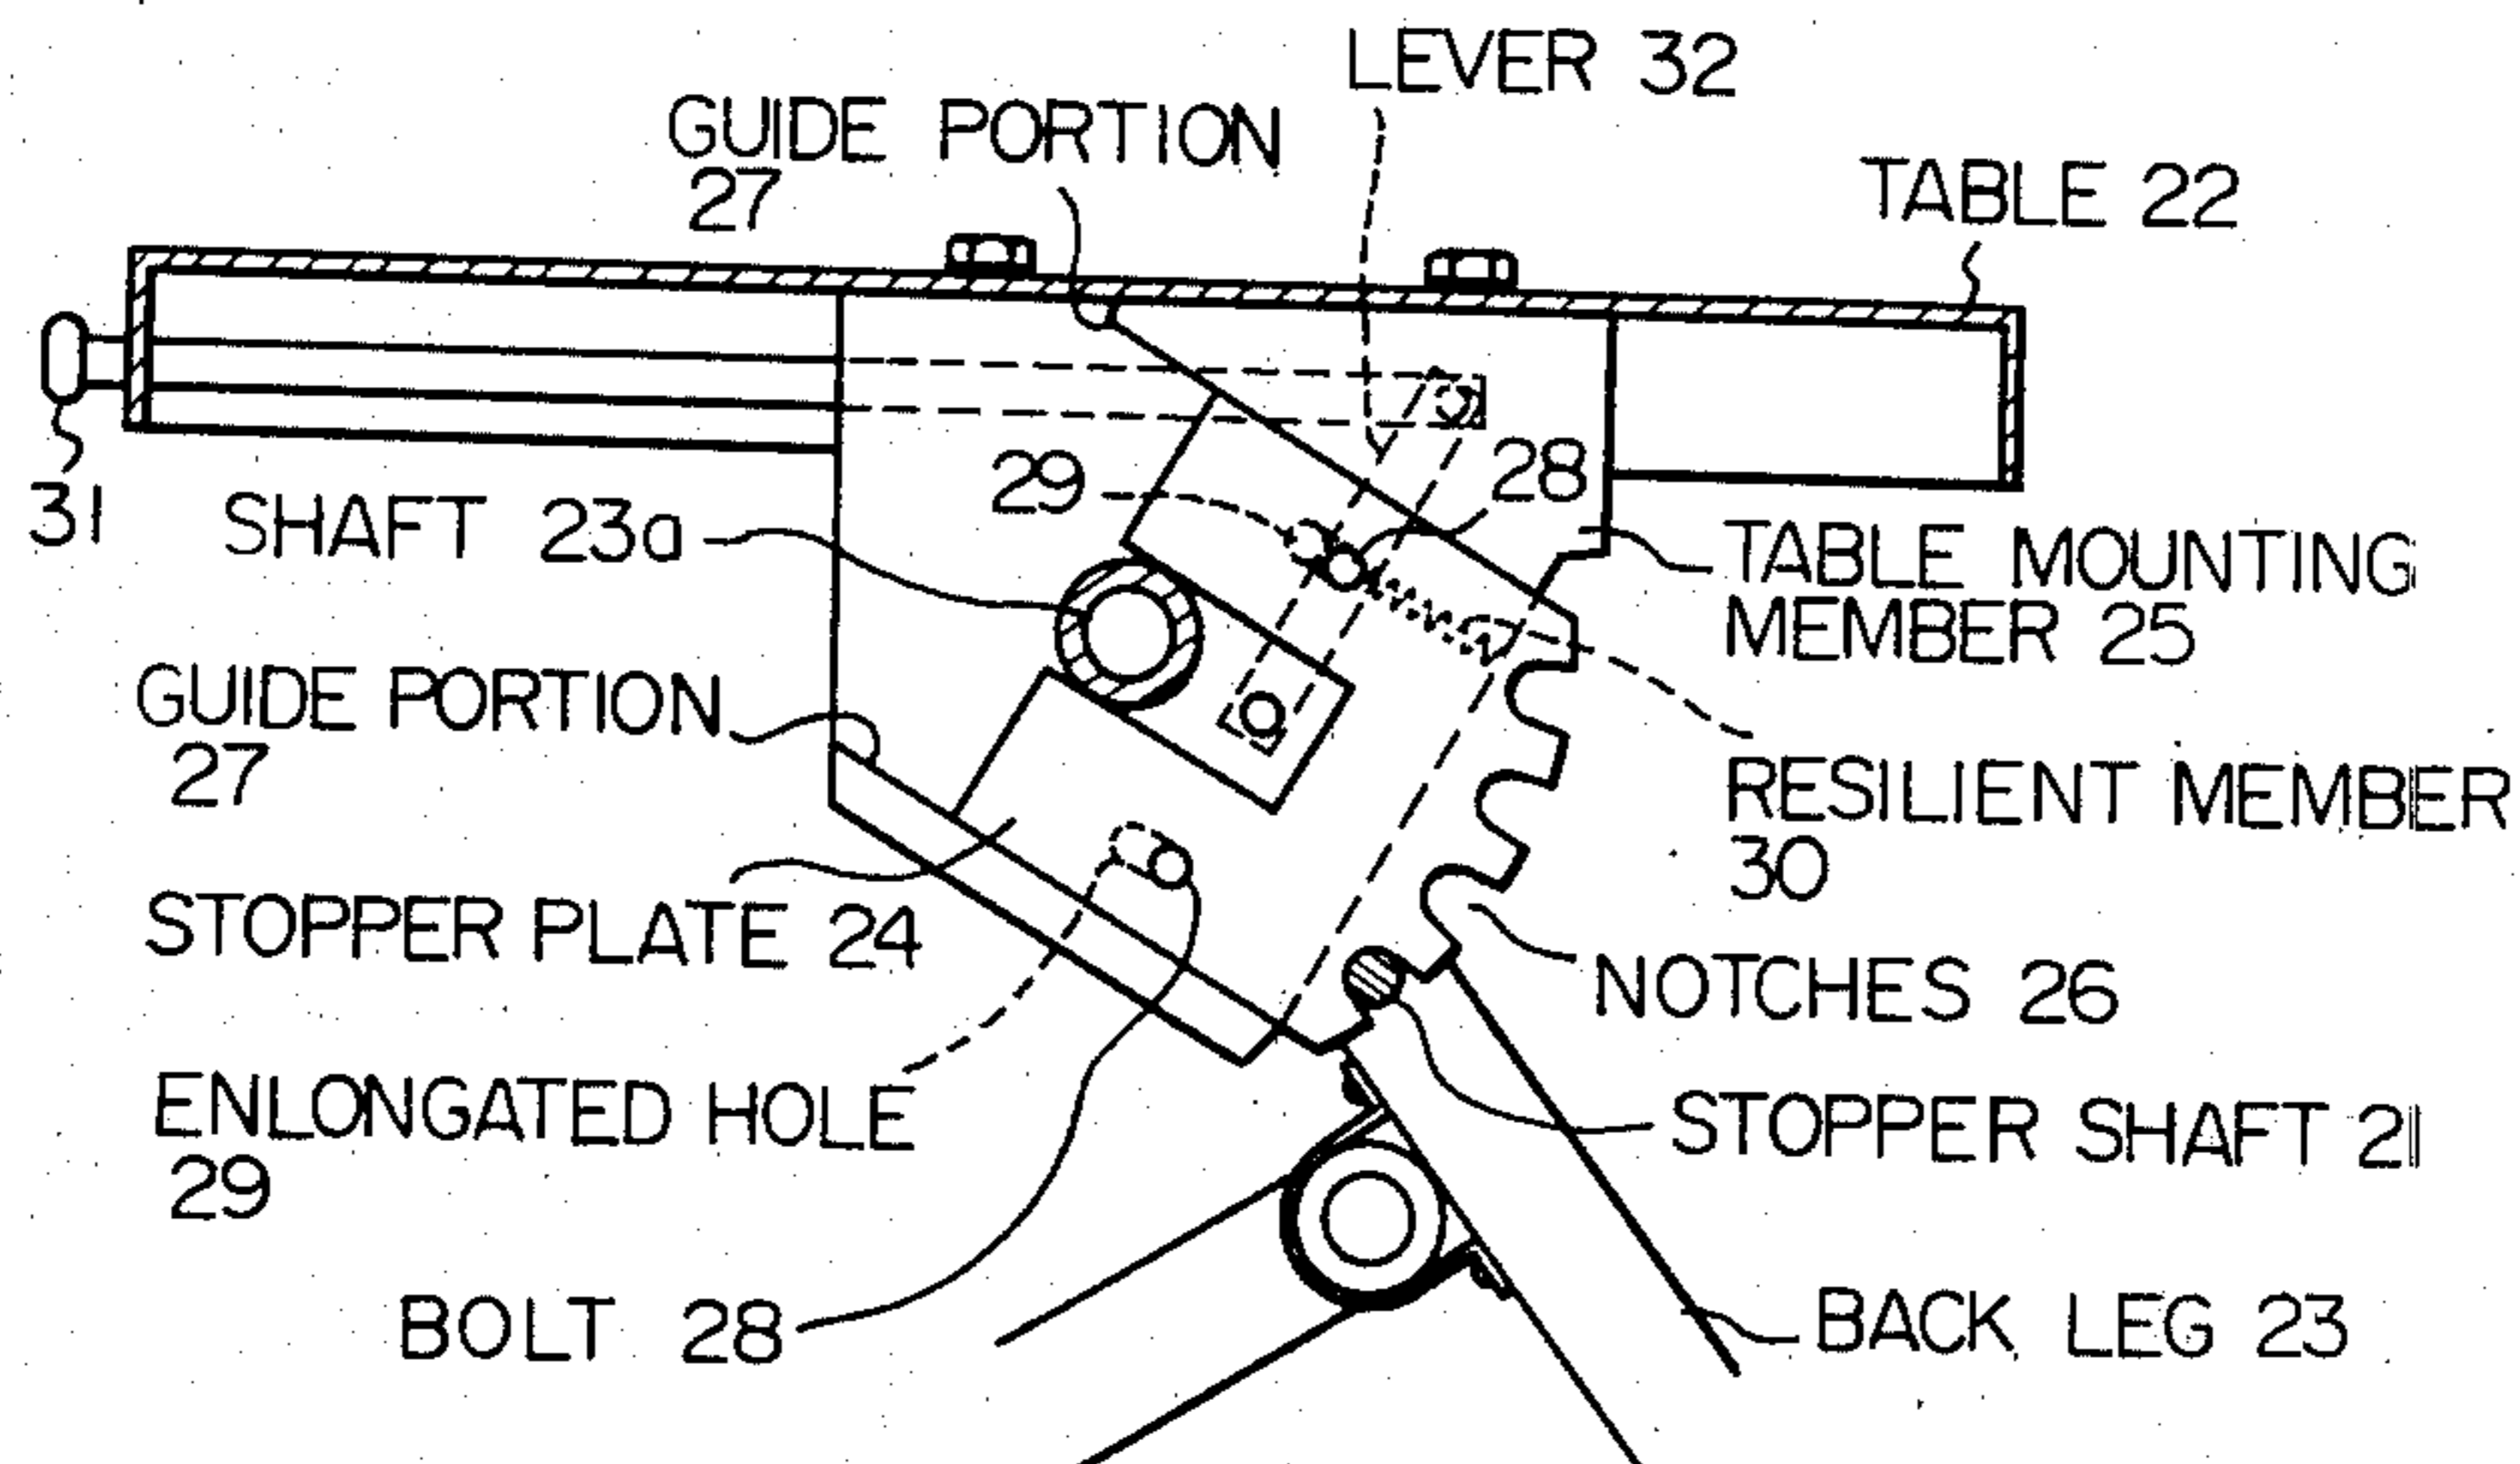 LEVER 32
GUIDE PORTION
27
TABLE 22
31
SHAFT 23a
29
28
TABLE MOUNTING
MEMBER 25
GUIDE PORTION
27
RESILIENT MEMBER
30
STOPPER PLATE 24
NOTCHES 26
ENLONGATED HOLE
29
STOPPER SHAFT 21
BOLT 28
BACK LEG 23